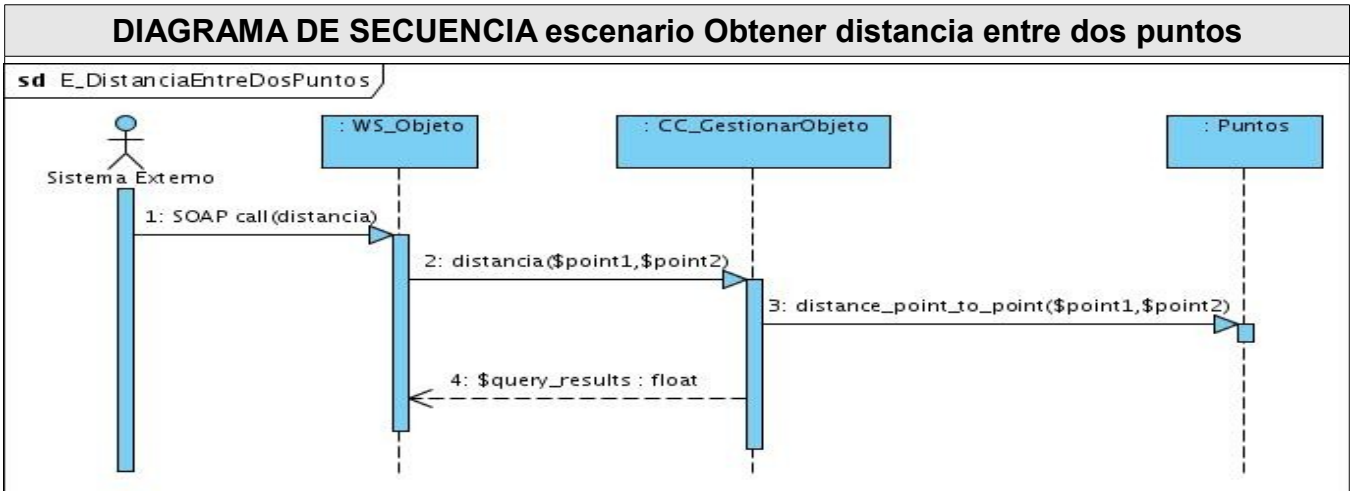 DIAGRAMA DE SECUENCIA escenario Obtener distancia entre dos puntos
sd E_DistanciaEntreDosPuntos
: WS_Objeto
: CC_GestionarObjeto
: Puntos
Sistema Externo
1: SOAP call(distancia)
2: distancia($point1,$point2)
3: distance_point_to_point($point1,$point2)
4: $query_results : float